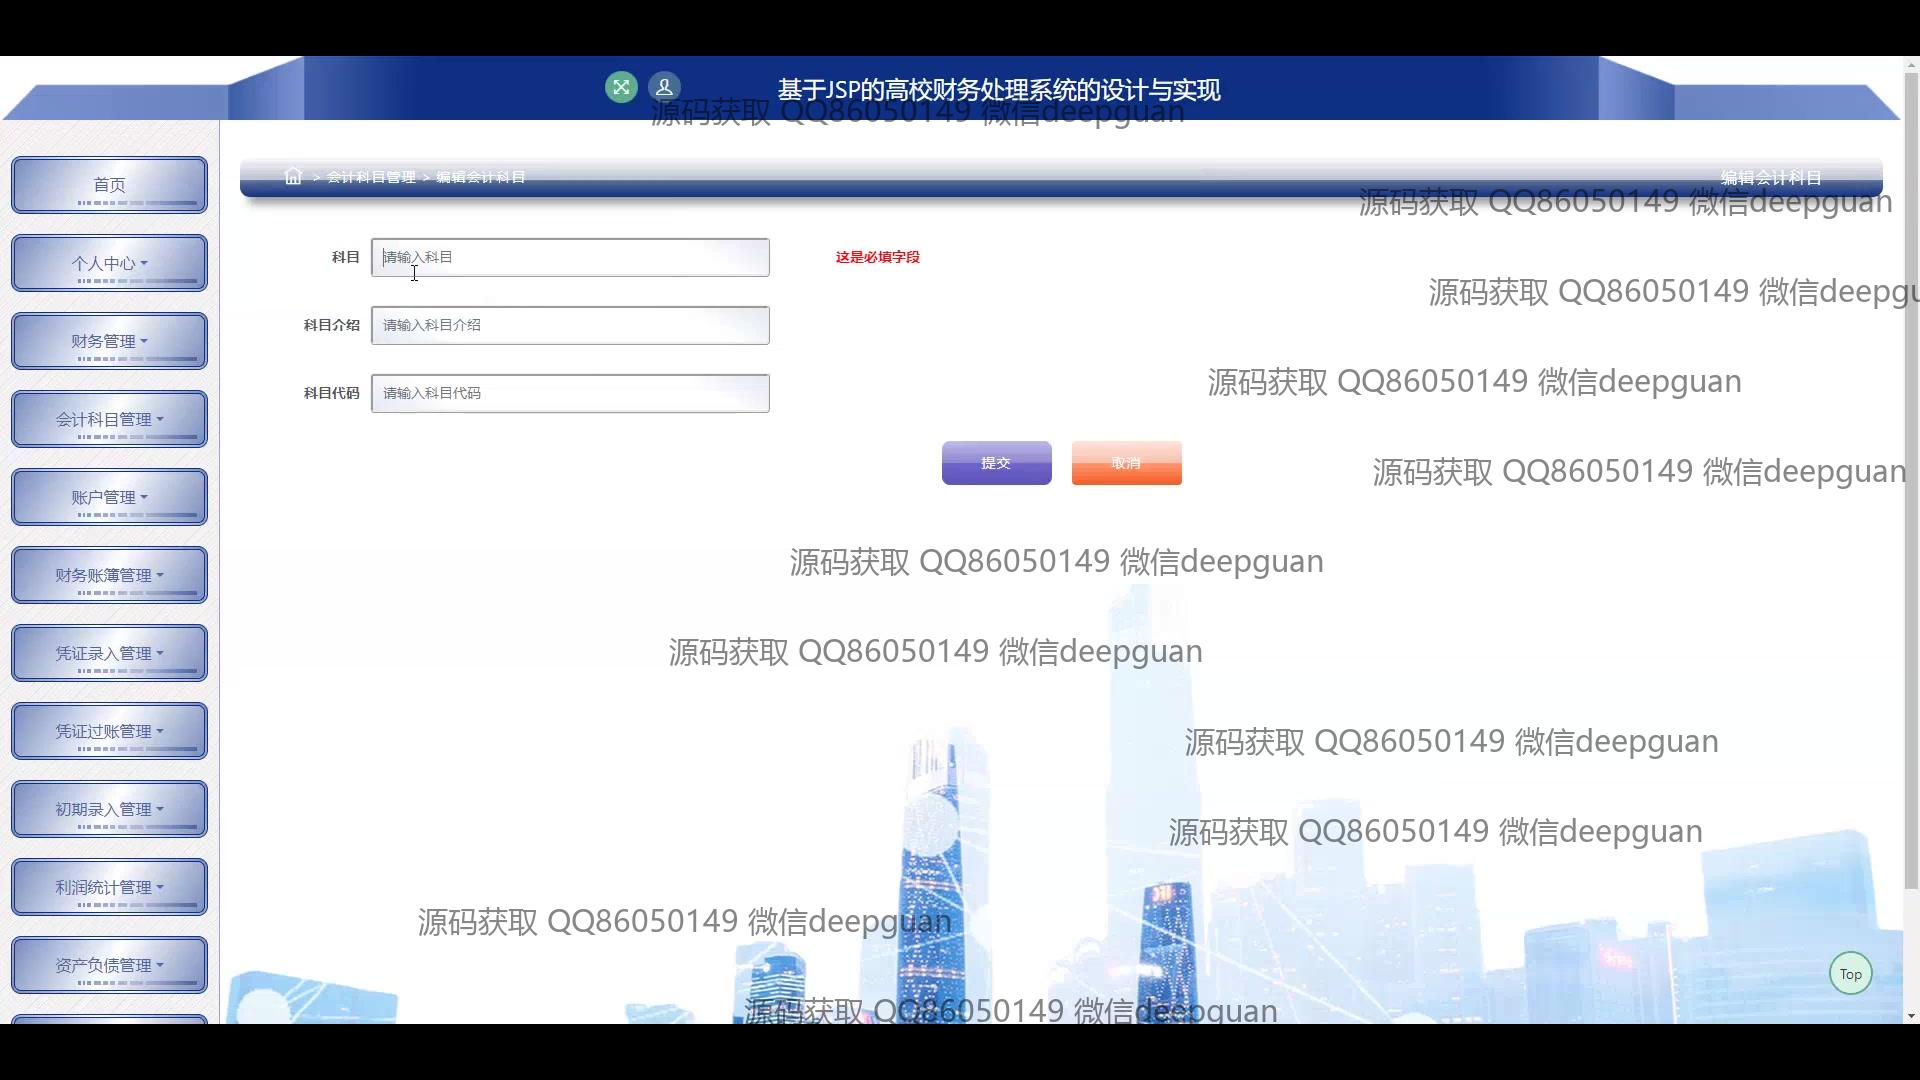 基于JSP的高校财务处理系统的设计与实现
源码获取 QQ86050149 微信deepguan
首页
> 会计科目管理 > 编辑会计科目
编辑会计科目
源码获取 QQ86050149 微信deepguan
个人中心
科目
请输入科目
这是必填字段
源码获取 QQ86050149 微信deepgu
财务管理
科目介绍
请输入科目介绍
源码获取 QQ86050149 微信deepguan
会计科目管理
科目代码
请输入科目代码
提交
取消
源码获取 QQ86050149 微信deepguan
账户管理
源码获取 QQ86050149 微信deepguan
财务账簿管理
源码获取 QQ86050149 微信deepguan
凭证录入管理
凭证过账管理
源码获取 QQ86050149 微信deepguan
初期录入管理
源码获取 QQ86050149 微信deepguan
利润统计管理
源码获取 QQ86050149 微信deepguan
资产负债管理
Top
源码获取 QQ86050149 微信deepguan